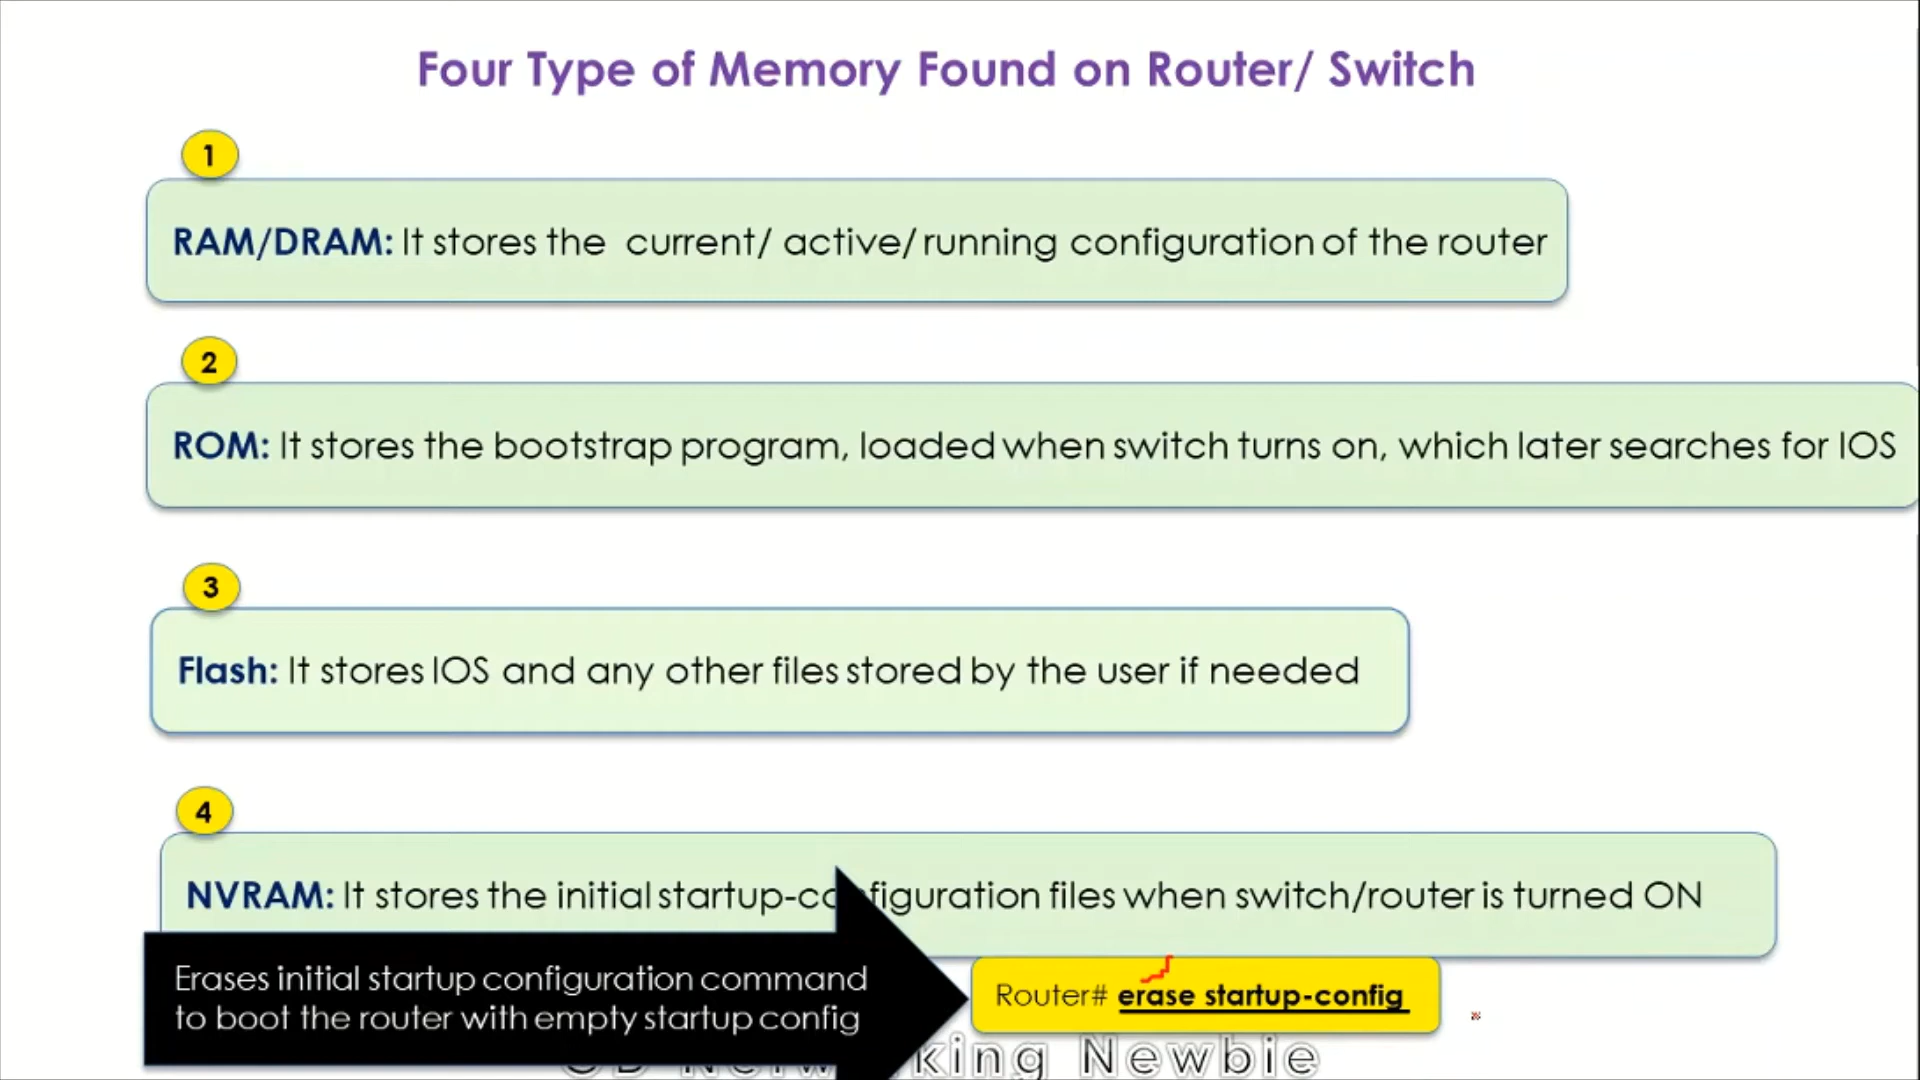 Four Type of Memory Found on Router/ Switch
1
RAM/DRAM: It stores the current/ active/ running configuration of the router
2
ROM: It stores the bootstrap program, loaded when switch turns on, which later searches for IOS
3
Flash: It stores IOS and any other files stored by the user if needed
4
NVRAM: It stores the initial startup-configuration files when switch/router is turned ON
Erases initial startup configuration command
to boot the router with empty startup config
Router# erase startup-config
Newbie